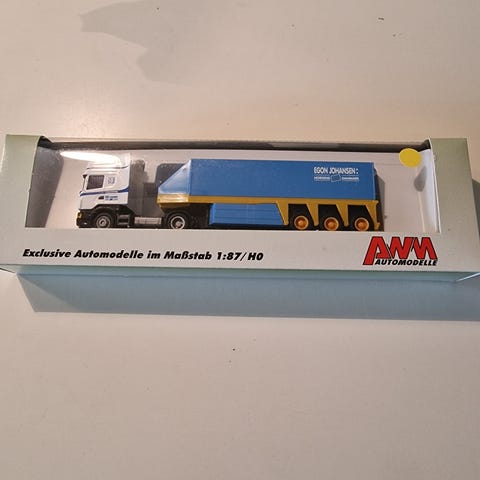 EGON JOHANSEN
Exclusive Automodelle im Maßstab 1:87/H0
AWM
AUTOMODELLE